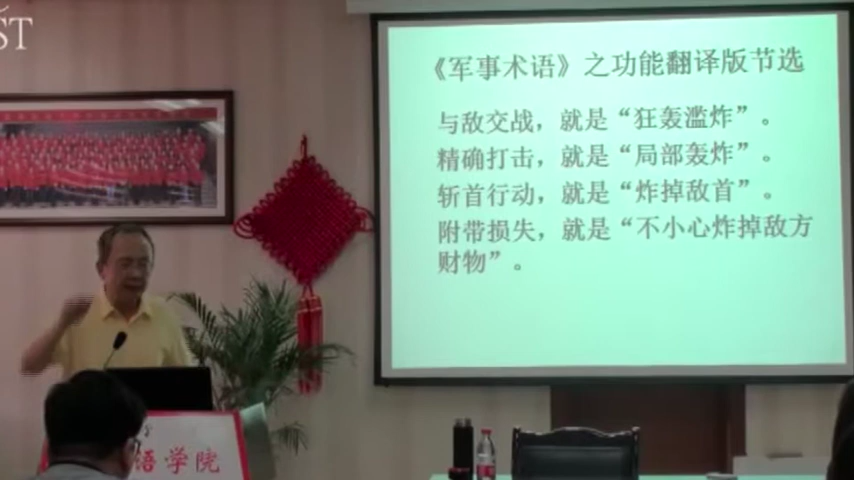 ST
《军事术语》之功能翻译版节选
与敌交战，就是“狂轰滥炸”。
精确打击，就是“局部轰炸”。
斩首行动，就是“炸掉敌首”。
附带损失，就是“不小心炸掉敌方
财物”。
语学院